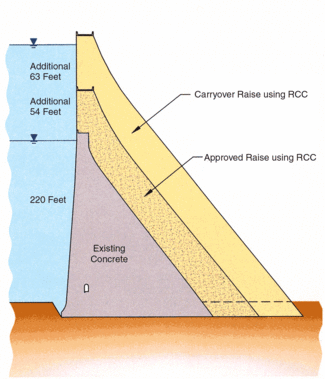 Additional
63 Feet
Carryover Raise using RCC
Additional
54 Feet
Approved Raise using RCC
220 Feet
Existing
Concrete